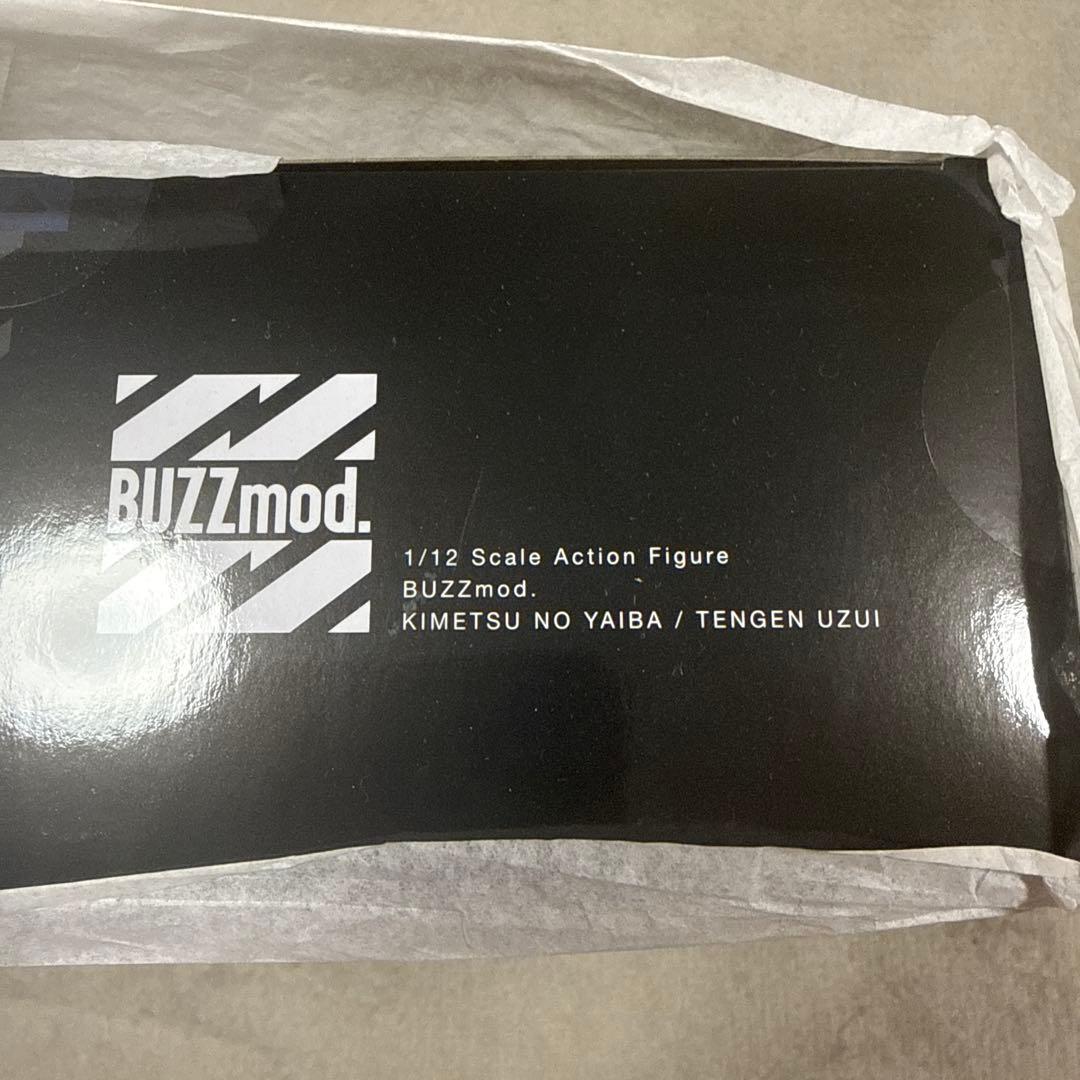 BUZZmod.
1/12 Scale Action Figure
BUZZmod.
KIMETSU NO YAIBA / TENGEN UZUI